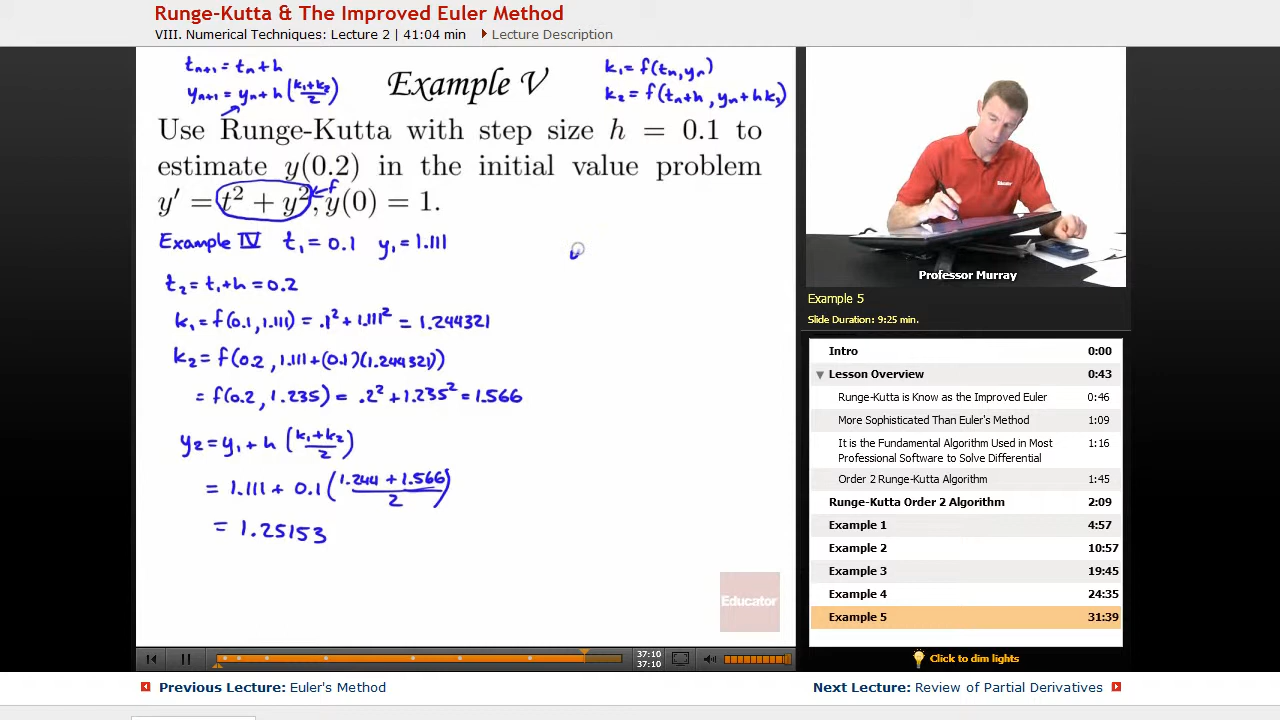 Runge-Kutta & The Improved Euler Method
VIII. Numerical Techniques: Lecture 2 | 41:04 min Lecture Description
tₙ₊₁ = tₙ + h
yₙ₊₁ = yₙ + h (k₁+k₂/2)
Example V
k₁ = f(tₙ, yₙ)
k₂ = f(tₙ+h, yₙ+hk₁)
Use Runge-Kutta with step size h = 0.1 to
estimate y(0.2) in the initial value problem
y′ = t² + y², y(0) = 1.
f
Example IV t₁ = 0.1 y₁ = 1.111
t₂ = t₁+h = 0.2
k₁ = f(0.1, 1.111) = .1² + 1.111² = 1.244321
k₂ = f(0.2, 1.111+(0.1)(1.244321))
= f(0.2, 1.235) = .2² + 1.235² = 1.566
y₂ = y₁ + h (k₁+k₂/2)
= 1.111 + 0.1 (1.244 + 1.566/2)
= 1.25153
Educator
Educator
Professor Murray
Example 5
Slide Duration: 9:25 min.
Intro 0:00
Lesson Overview 0:43
Runge-Kutta is Know as the Improved Euler 0:46
More Sophisticated Than Euler's Method 1:09
It is the Fundamental Algorithm Used in Most 1:16
Professional Software to Solve Differential
Order 2 Runge-Kutta Algorithm 1:45
Runge-Kutta Order 2 Algorithm 2:09
Example 1 4:57
Example 2 10:57
Example 3 19:45
Example 4 24:35
Example 5 31:39
37:10
37:10
Click to dim lights
Previous Lecture: Euler's Method
Next Lecture: Review of Partial Derivatives